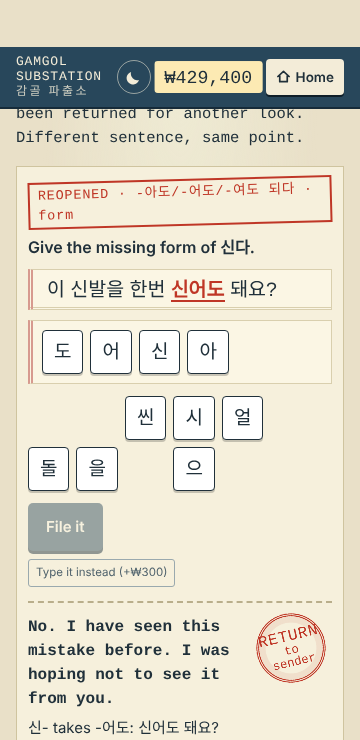 GAMGOL
SUBSTATION
감골 파출소
₩429,400
Home
been returned for another look.
Different sentence, same point.
REOPENED · -아도/-어도/-여도 되다 ·
form
Give the missing form of 신다.
이 신발을 한번 신어도 돼요?
도 어 신 아
씬 시 얼
돌 을 으
File it
Type it instead (+₩300)
No. I have seen this
mistake before. I was
hoping not to see it
from you.
RETURN
to
sender
신- takes -어도: 신어도 돼요?